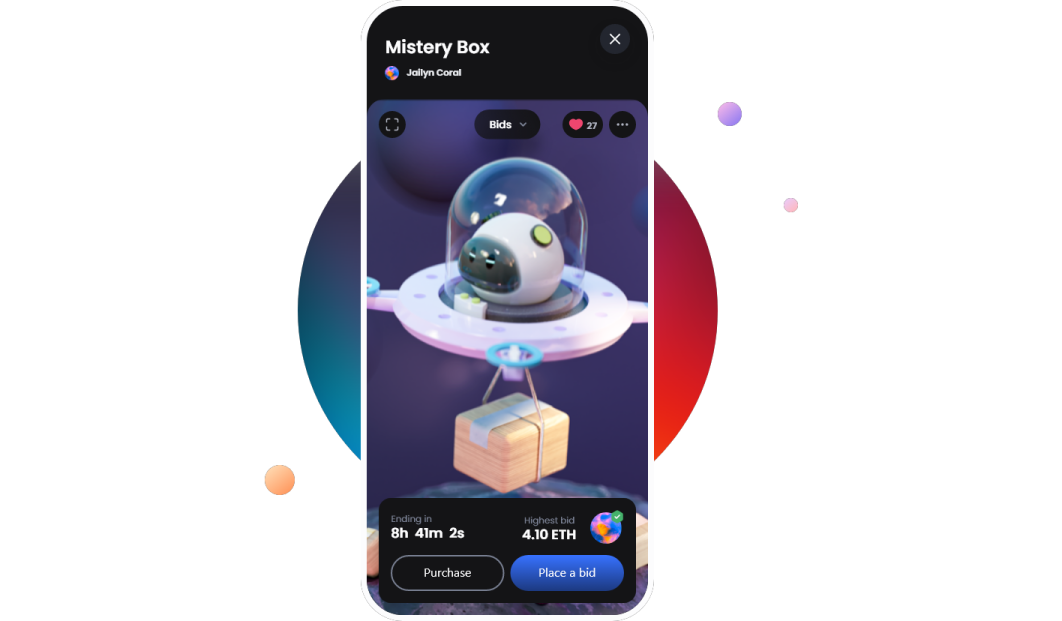 Mistery Box
Jailyn Coral
Bids
27
Ending in
8h 41m 2s
Highest bid
4.10 ETH
Purchase
Place a bid